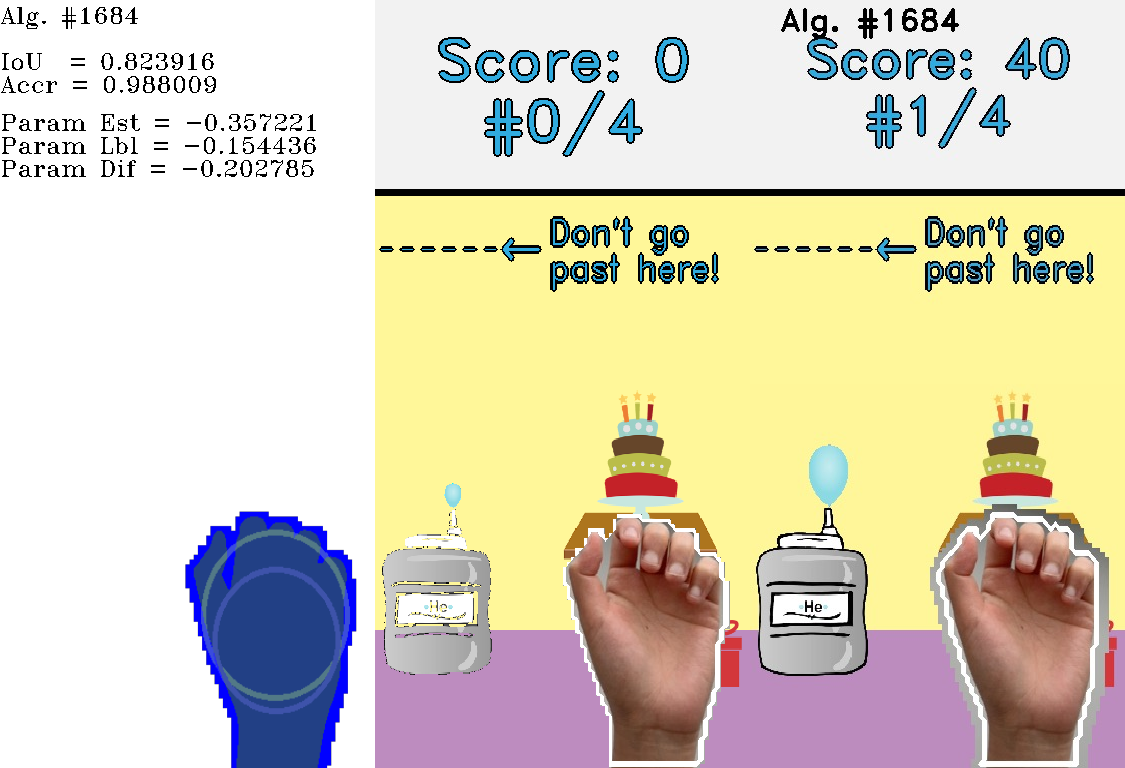 Alg. #1684
IoU = 0.823916
Accr = 0.988009
Param Est = −0.357221
Param Lbl = −0.154436
Param Dif = −0.202785
Score: 0
#0/4
Don't go
past here!
He
Alg. #1684
Score: 40
#1/4
Don't go
past here!
He